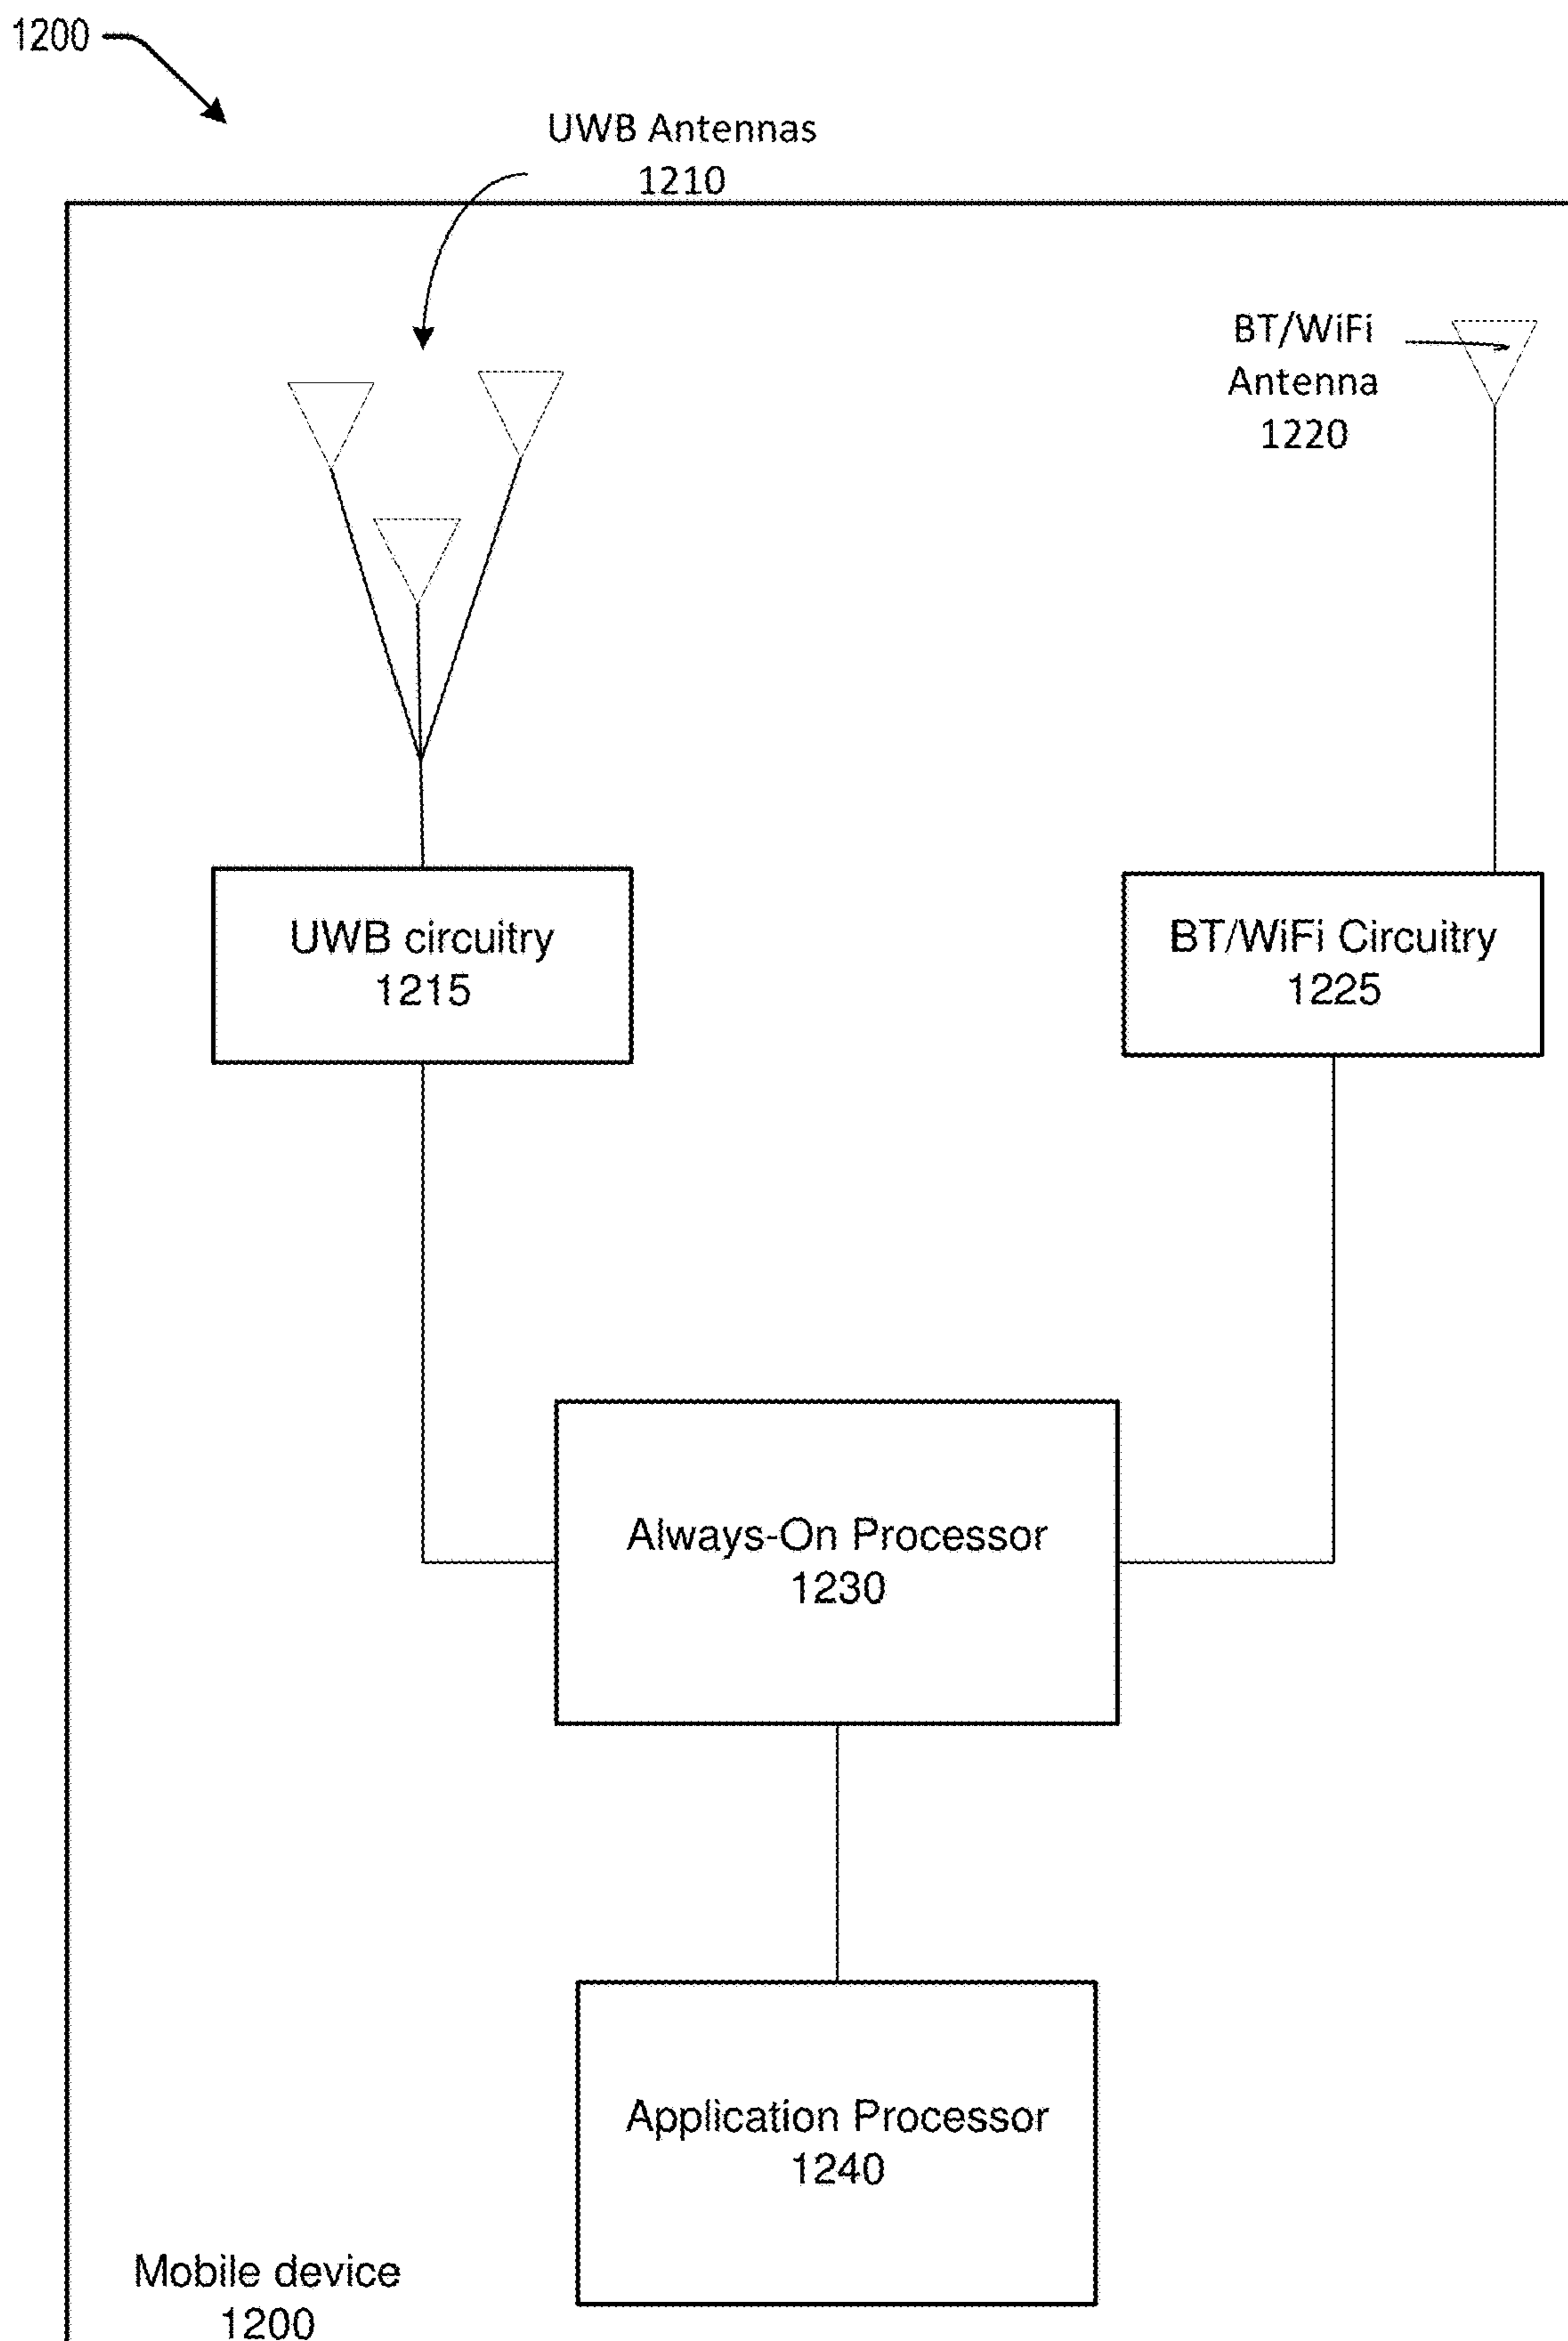 1200
UWB Antennas
1210
BT/WiFi
Antenna
1220
UWB circuitry
1215
BT/WiFi Circuitry
1225
Always-On Processor
1230
Application Processor
1240
Mobile device
1200